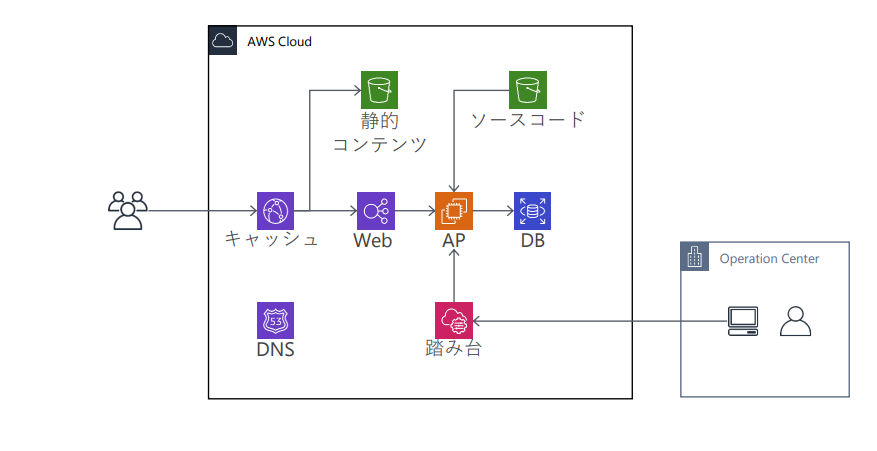 AWS Cloud
静的
コンテンツ
ソースコード
キャッシュ
Web
AP
DB
Operation Center
53
DNS
踏み台